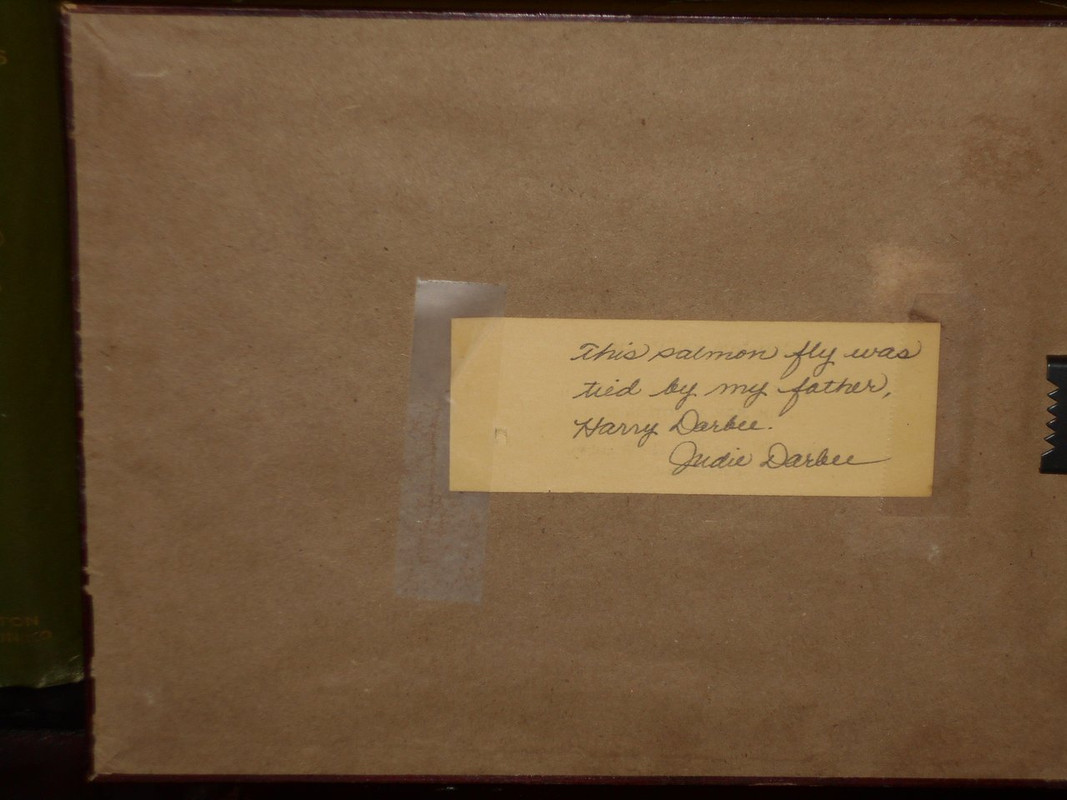 This salmon fly was
tied by my father,
Harry Darbee.
Judie Darbee